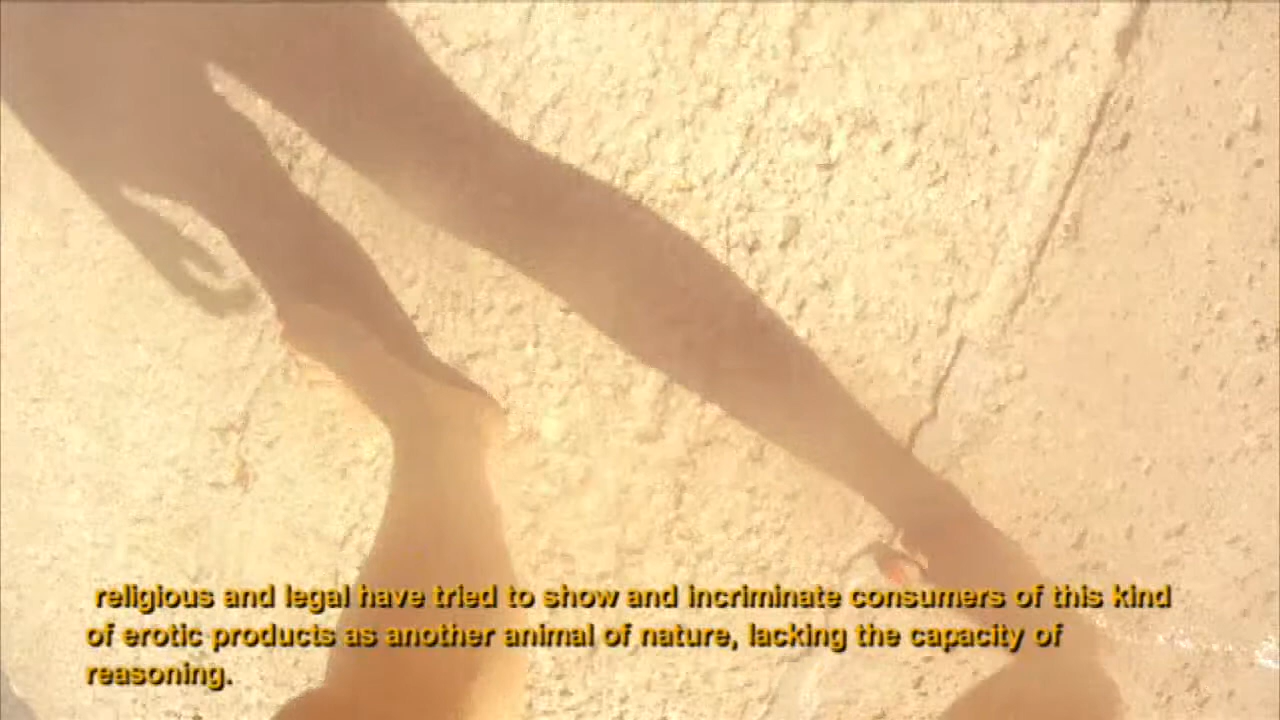 religious and legal have tried to show and incriminate consumers of this kind
of erotic products as another animal of nature, lacking the capacity of
reasoning.